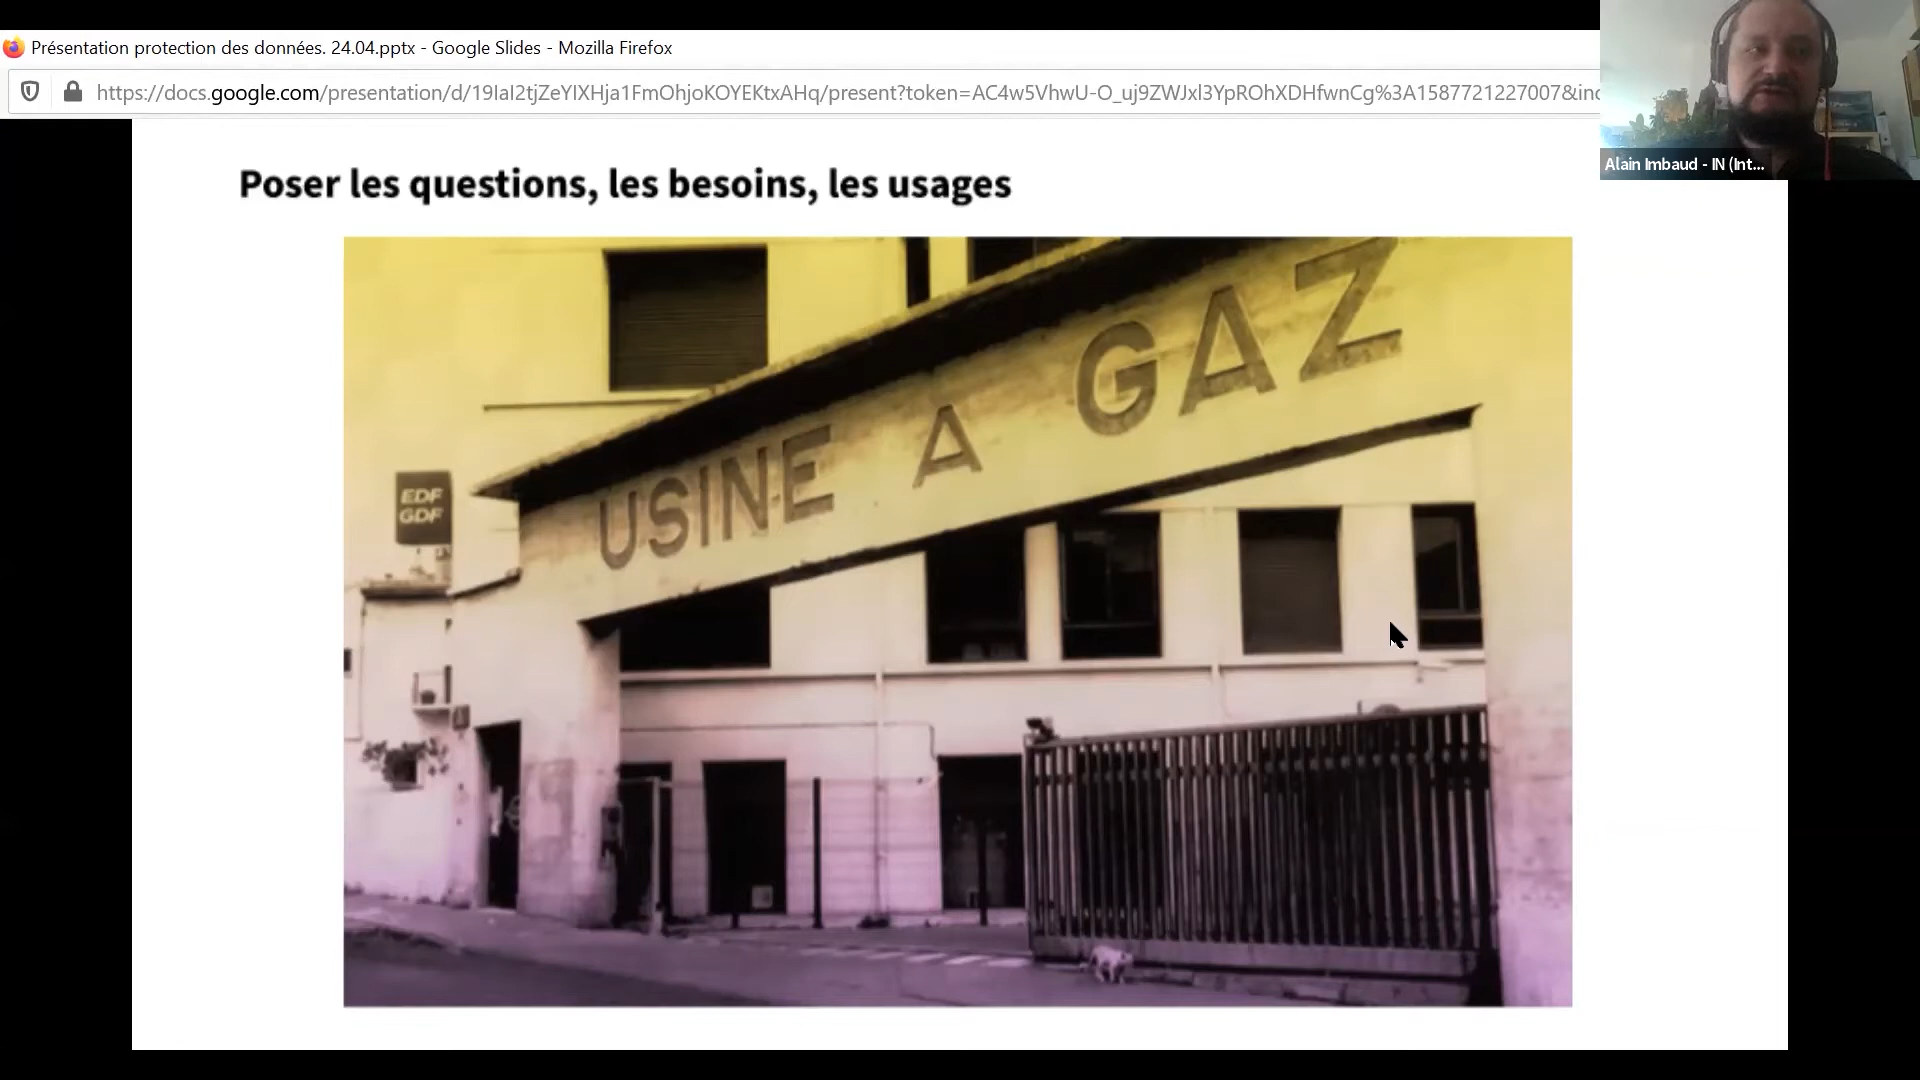 Présentation protection des données. 24.04.pptx - Google Slides - Mozilla Firefox
https://docs.google.com/presentation/d/19IaI2tjZeYIXHja1FmOhjoKOYEKtxAHq/present?token=AC4w5VhwU-O_uj9ZWJxl3YpROhXDHfwnCg%3A1587721227007&inc
Alain Imbaud - IN (Int...
Poser les questions, les besoins, les usages
USINE A GAZ
EDF
GDF